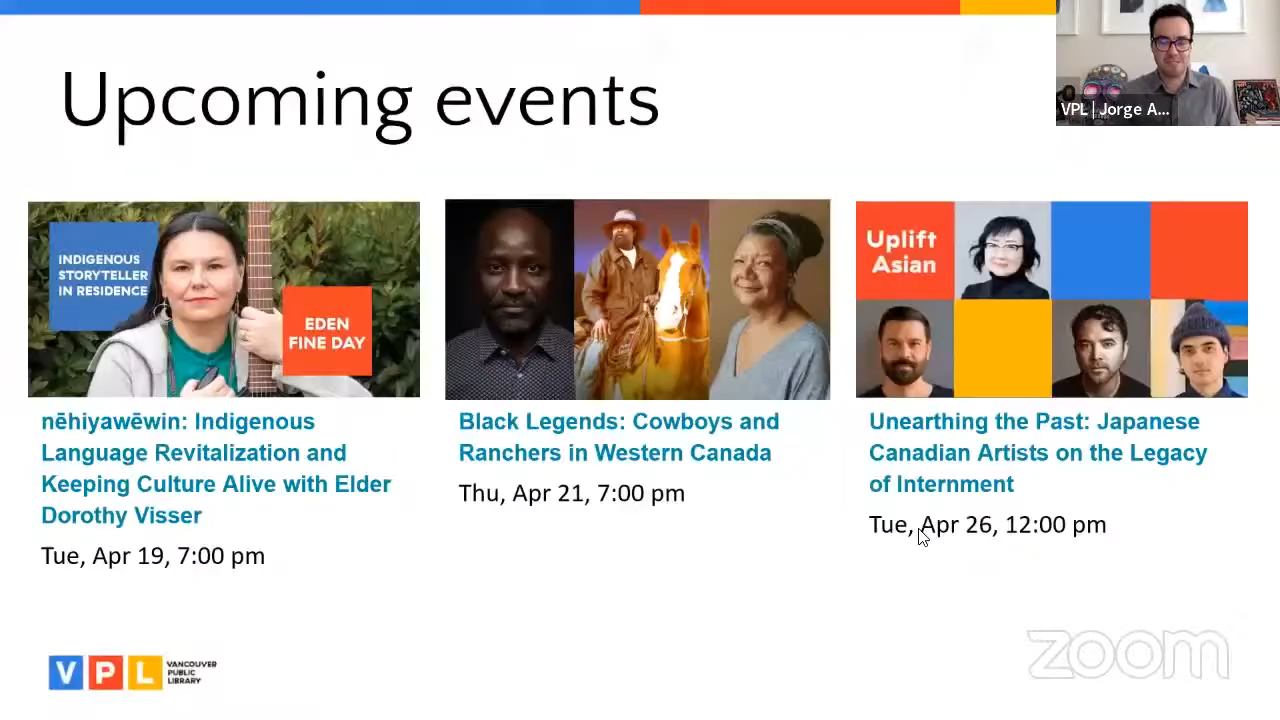 Upcoming events
VPL | Jorge A...
INDIGENOUS
STORYTELLER
IN RESIDENCE
EDEN
FINE DAY
nēhiyawēwin: Indigenous
Language Revitalization and
Keeping Culture Alive with Elder
Dorothy Visser
Tue, Apr 19, 7:00 pm
Black Legends: Cowboys and
Ranchers in Western Canada
Thu, Apr 21, 7:00 pm
Uplift
Asian
Unearthing the Past: Japanese
Canadian Artists on the Legacy
of Internment
Tue, Apr 26, 12:00 pm
VPL
VANCOUVER
PUBLIC
LIBRARY
zoom